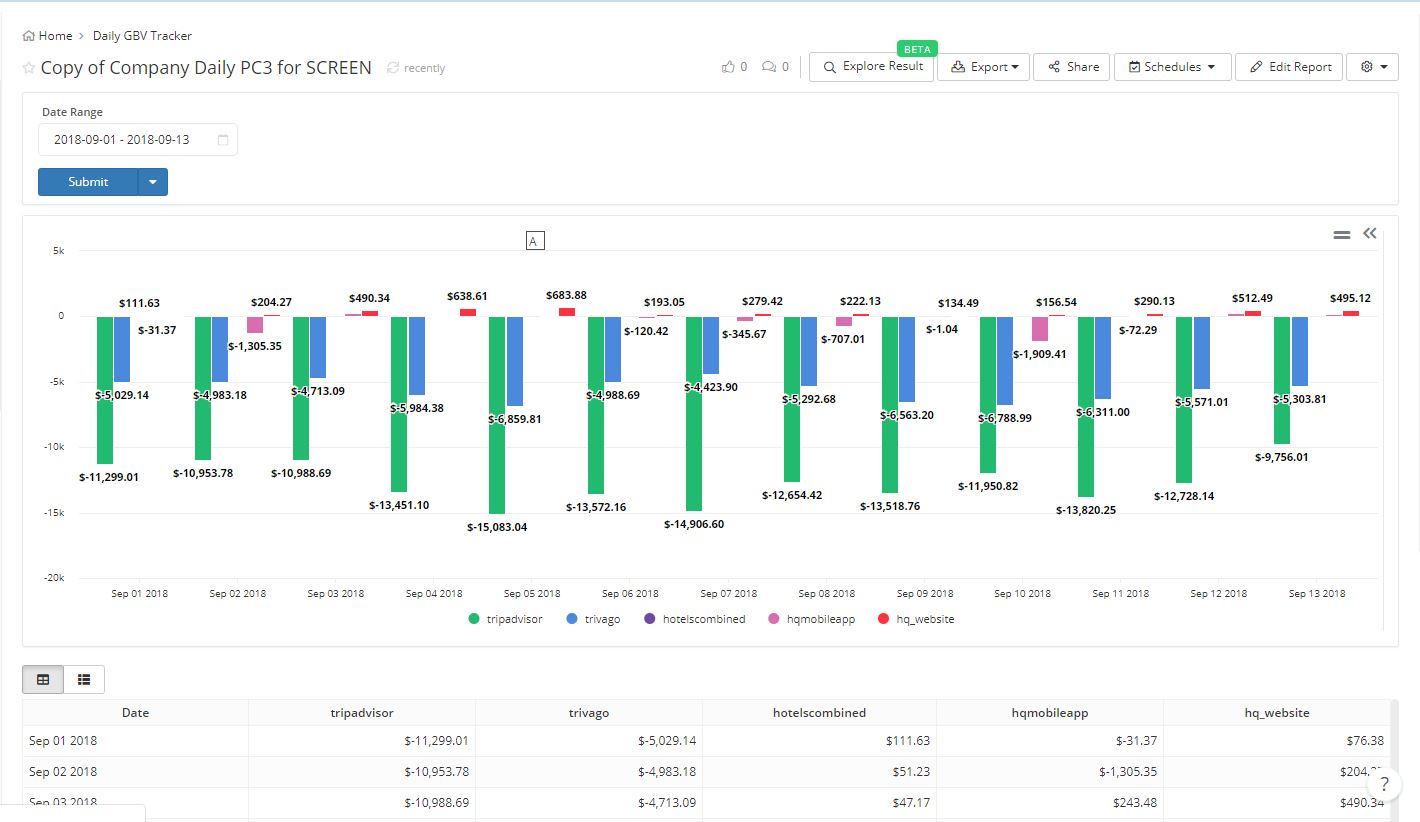 Home > Daily GBV Tracker
Copy of Company Daily PC3 for SCREEN recently 0 0 BETA Explore Result Export Share Schedules Edit Report
Date Range
2018-09-01 - 2018-09-13
Submit
A
5k
$111.63 $204.27 $490.34 $638.61 $683.88 $193.05 $279.42 $222.13 $134.49 $156.54 $290.13 $512.49 $495.12
0
$-31.37 $-1,305.35 $-120.42 $-345.67 $-707.01 $-1.04 $-1,909.41 $-72.29
-5k
$-5,029.14 $-4,983.18 $-4,713.09 $-5,984.38 $-6,859.81 $-4,988.69 $-4,423.90 $-5,292.68 $-6,563.20 $-6,788.99 $-6,311.00 $-5,571.01 $-5,303.81
-10k
$-11,299.01 $-10,953.78 $-10,988.69 $-13,451.10 $-15,083.04 $-13,572.16 $-14,906.60 $-12,654.42 $-13,518.76 $-11,950.82 $-13,820.25 $-12,728.14 $-9,756.01
-15k
-20k
Sep 01 2018 Sep 02 2018 Sep 03 2018 Sep 04 2018 Sep 05 2018 Sep 06 2018 Sep 07 2018 Sep 08 2018 Sep 09 2018 Sep 10 2018 Sep 11 2018 Sep 12 2018 Sep 13 2018
tripadvisor trivago hotelscombined hqmobileapp hq_website
Date tripadvisor trivago hotelscombined hqmobileapp hq_website
Sep 01 2018 $-11,299.01 $-5,029.14 $111.63 $-31.37 $76.38
Sep 02 2018 $-10,953.78 $-4,983.18 $51.23 $-1,305.35
Sep 03 2018 $-10,988.69 $-4,713.09 $47.17 $243.48 $490.34
?